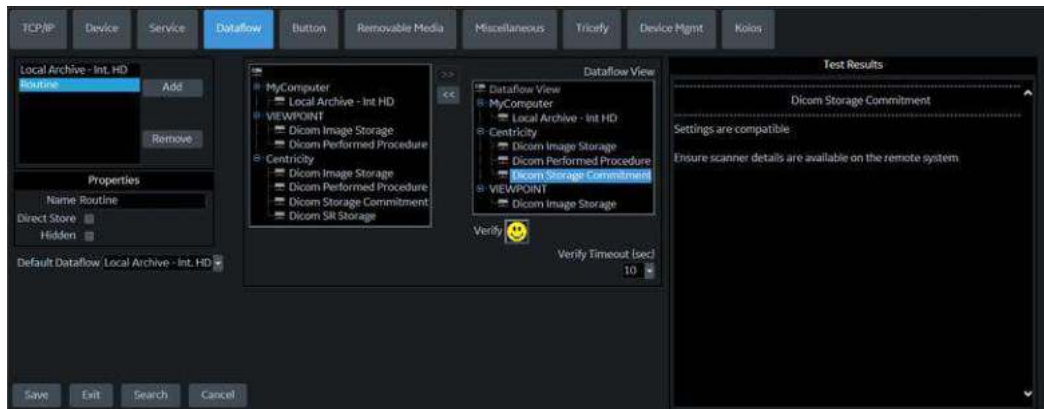 TCP/IP
Device
Service
Dataflow
Button
Removable Media
Miscellaneous
Tricefy
Device Mgmt
Koios
Local Archive - Int. HD
Routine
Add
Remove
Properties
Name Routine
Direct Store
Hidden
Default Dataflow Local Archive - Int. HD
MyComputer
Local Archive - Int HD
VIEWPOINT
Dicom Image Storage
Dicom Performed Procedure
Centricity
Dicom Image Storage
Dicom Performed Procedure
Dicom Storage Commitment
Dicom SR Storage
>>
<<
Dataflow View
Dataflow View
MyComputer
Local Archive - Int HD
Centricity
Dicom Image Storage
Dicom Performed Procedure
Dicom Storage Commitment
VIEWPOINT
Dicom Image Storage
Verify
Verify Timeout (sec)
10
Test Results
Dicom Storage Commitment
Settings are compatible
Ensure scanner details are available on the remote system
Save
Exit
Search
Cancel